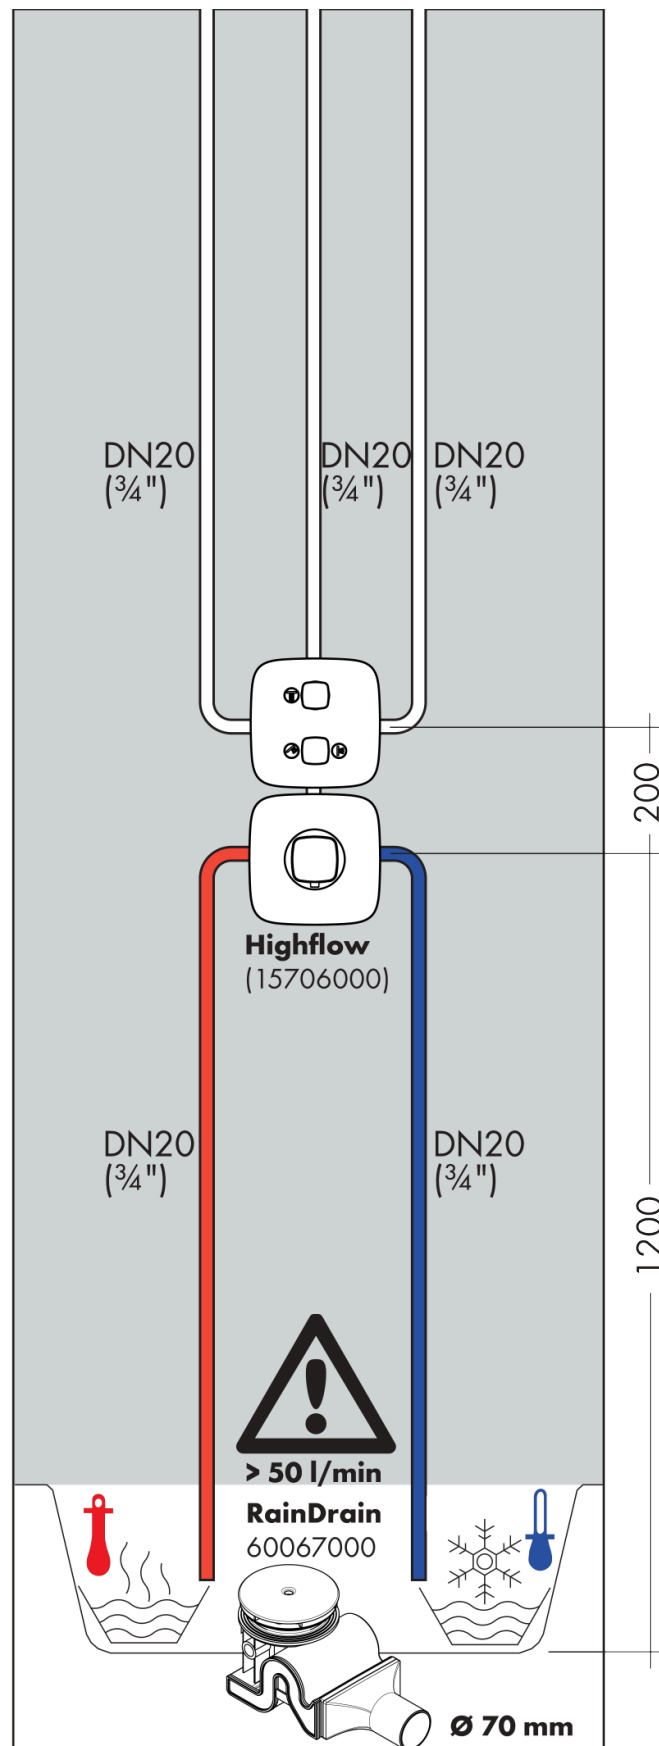 DN20
(¾")
DN20
(¾")
DN20
(¾")
200
Highflow
(15706000)
DN20
(¾")
DN20
(¾")
1200
> 50 l/min
RainDrain
60067000
Ø 70 mm